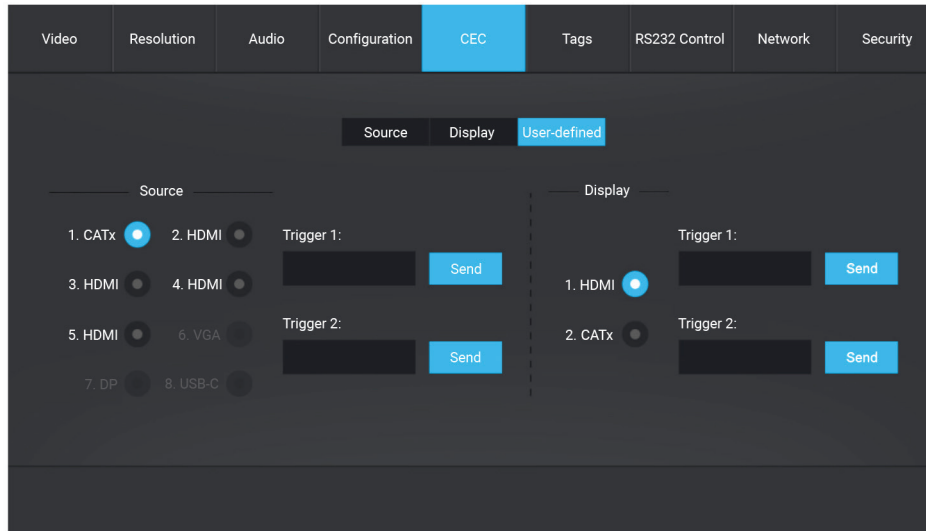 Video Resolution Audio Configuration CEC Tags RS232 Control Network Security
Source Display User-defined
Source
1. CATx 2. HDMI
3. HDMI 4. HDMI
5. HDMI 6. VGA
7. DP 8. USB-C
Trigger 1:
Send
Trigger 2:
Send
Display
1. HDMI
2. CATx
Trigger 1:
Send
Trigger 2:
Send